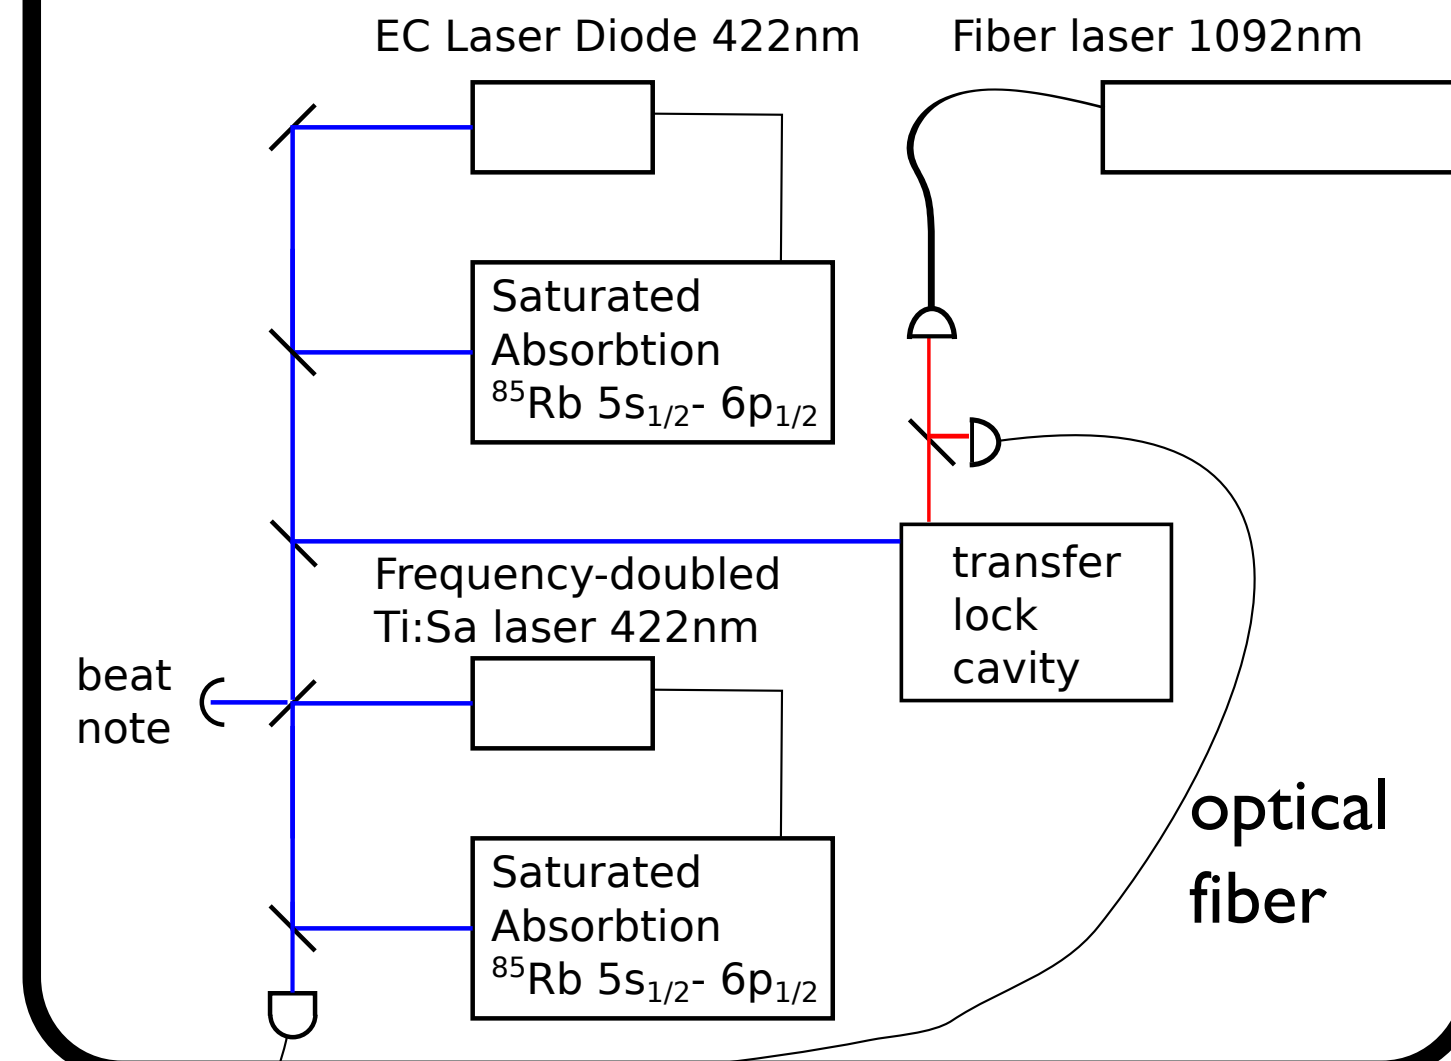 EC Laser Diode 422nm
Fiber laser 1092nm
Saturated
Absorbtion
⁸⁵Rb 5s₁/₂- 6p₁/₂
Frequency-doubled
Ti:Sa laser 422nm
transfer
lock
cavity
beat
note
optical
fiber
Saturated
Absorbtion
⁸⁵Rb 5s₁/₂- 6p₁/₂